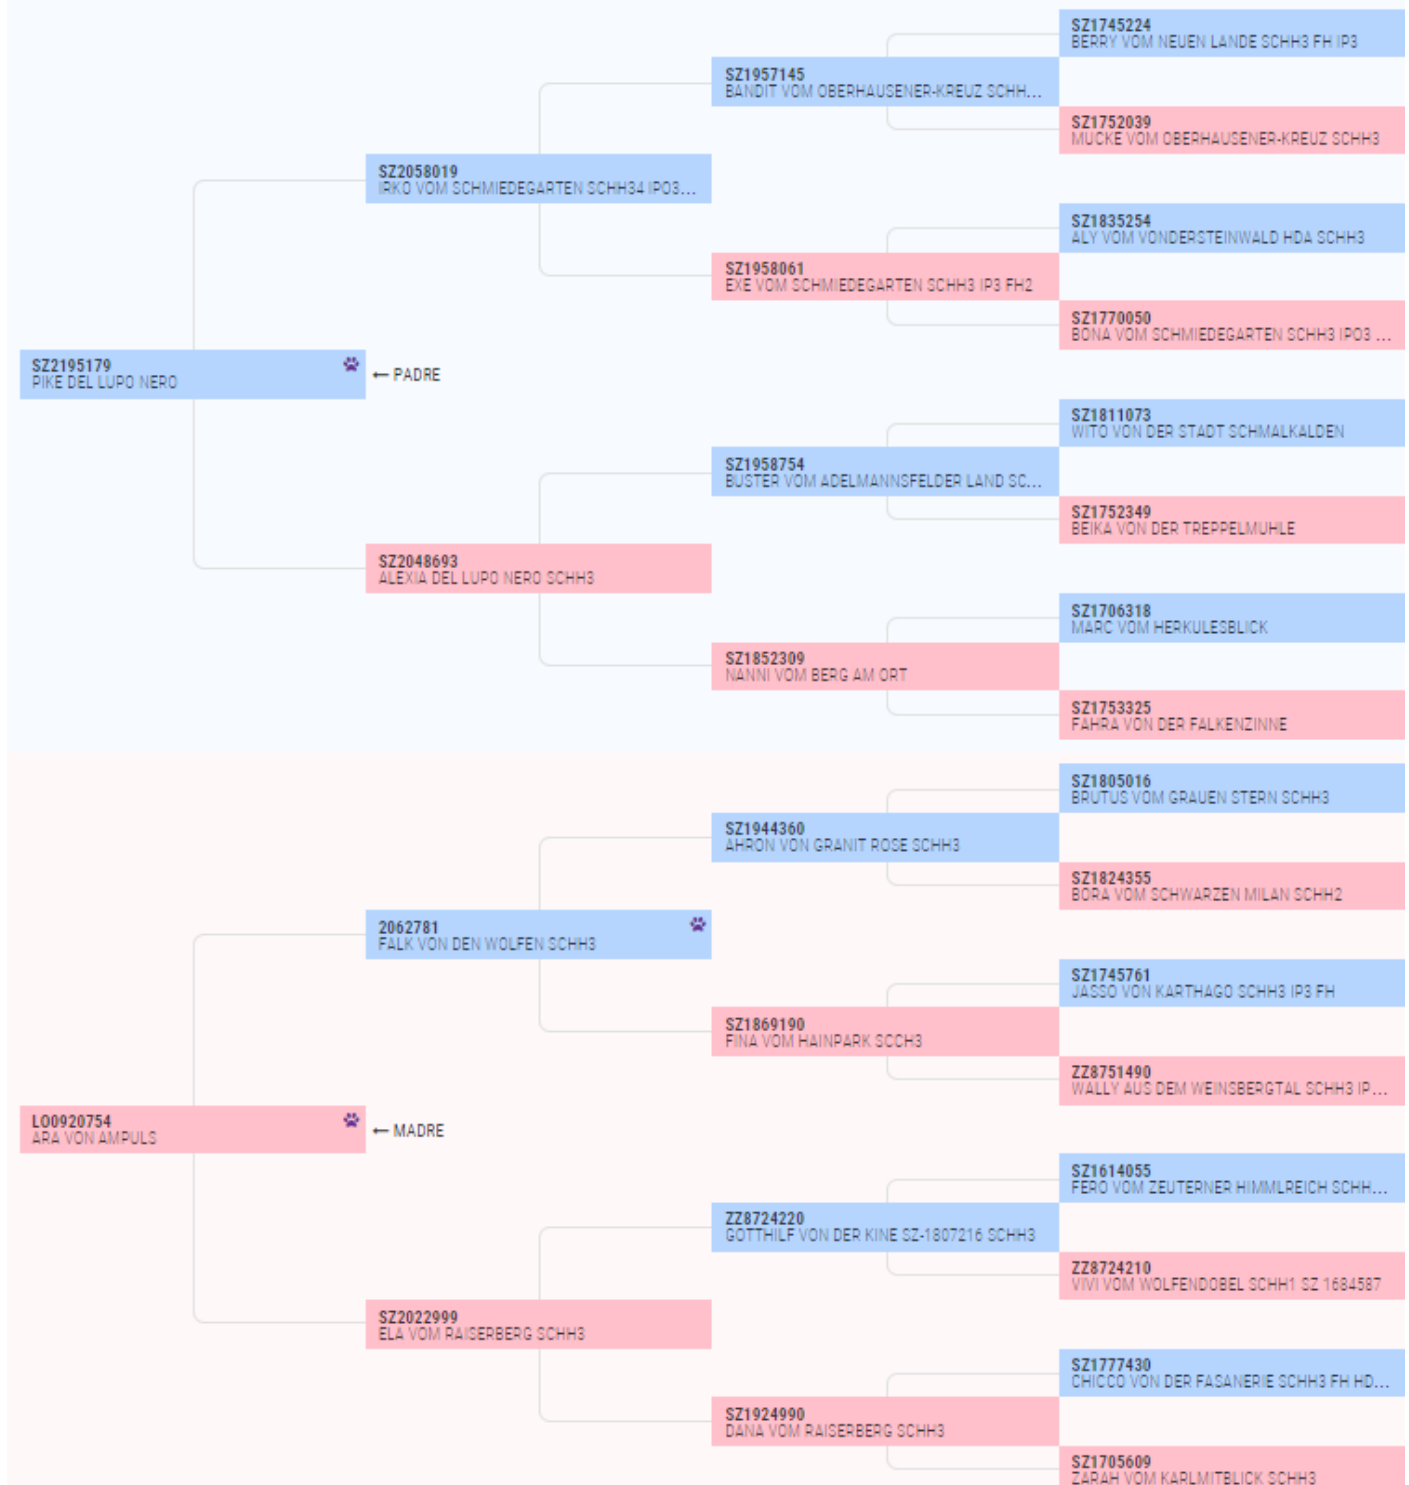 SZ1745224
BERRY VOM NEUEN LANDE SCHH3 FH IP3
SZ1957145
BANDIT VOM OBERHAUSENER-KREUZ SCHH...
SZ1752039
MUCKE VOM OBERHAUSENER-KREUZ SCHH3
SZ2058019
IRKO VOM SCHMIEDEGARTEN SCHH34 IPO3...
SZ1835254
ALY VOM VONDERSTEINWALD HDA SCHH3
SZ1958061
EXE VOM SCHMIEDEGARTEN SCHH3 IP3 FH2
SZ1770050
BONA VOM SCHMIEDEGARTEN SCHH3 IPO3 ...
SZ2195179
PIKE DEL LUPO NERO
← PADRE
SZ1811073
WITO VON DER STADT SCHMALKALDEN
SZ1958754
BUSTER VOM ADELMANNSFELDER LAND SC...
SZ1752349
BEIKA VON DER TREPPELMUHLE
SZ2048693
ALEXIA DEL LUPO NERO SCHH3
SZ1706318
MARC VOM HERKULESBLICK
SZ1852309
NANNI VOM BERG AM ORT
SZ1753325
FAHRA VON DER FALKENZINNE
SZ1805016
BRUTUS VOM GRAUEN STERN SCHH3
SZ1944360
AHRON VON GRANIT ROSE SCHH3
SZ1824355
BORA VOM SCHWARZEN MILAN SCHH2
2062781
FALK VON DEN WOLFEN SCHH3
SZ1745761
JASSO VON KARTHAGO SCHH3 IP3 FH
SZ1869190
FINA VOM HAINPARK SCCH3
ZZ8751490
WALLY AUS DEM WEINSBERGTAL SCHH3 IP...
LO0920754
ARA VON AMPULS
← MADRE
SZ1614055
FERO VOM ZEUTERNER HIMMLREICH SCHH...
ZZ8724220
GOTTHILF VON DER KINE SZ-1807216 SCHH3
ZZ8724210
VIVI VOM WOLFENDOBEL SCHH1 SZ 1684587
SZ2022999
ELA VOM RAISERBERG SCHH3
SZ1777430
CHICCO VON DER FASANERIE SCHH3 FH HD...
SZ1924990
DANA VOM RAISERBERG SCHH3
SZ1705609
ZARAH VOM KARLMITBLICK SCHH3